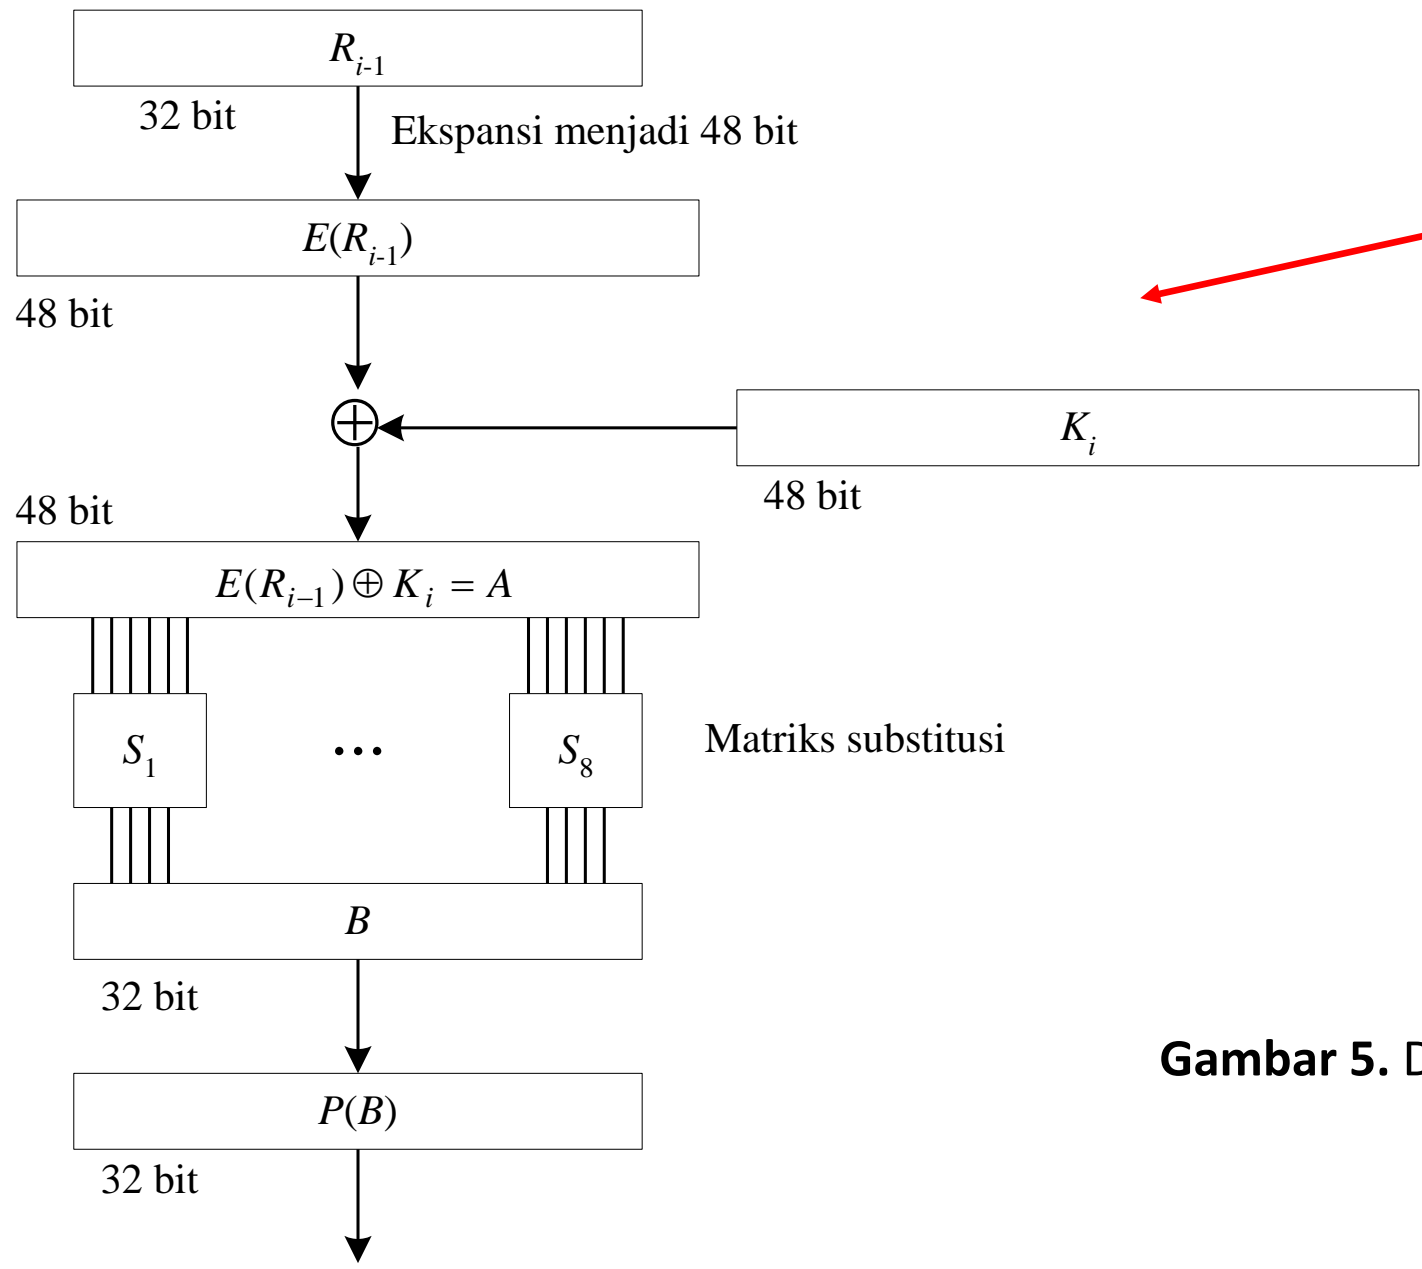 R_{i-1}
32 bit
Ekspansi menjadi 48 bit
E(R_{i-1})
48 bit
⊕
K_i
48 bit
48 bit
E(R_{i-1}) ⊕ K_i = A
S_1 ... S_8
Matriks substitusi
B
32 bit
Gambar 5. D
P(B)
32 bit